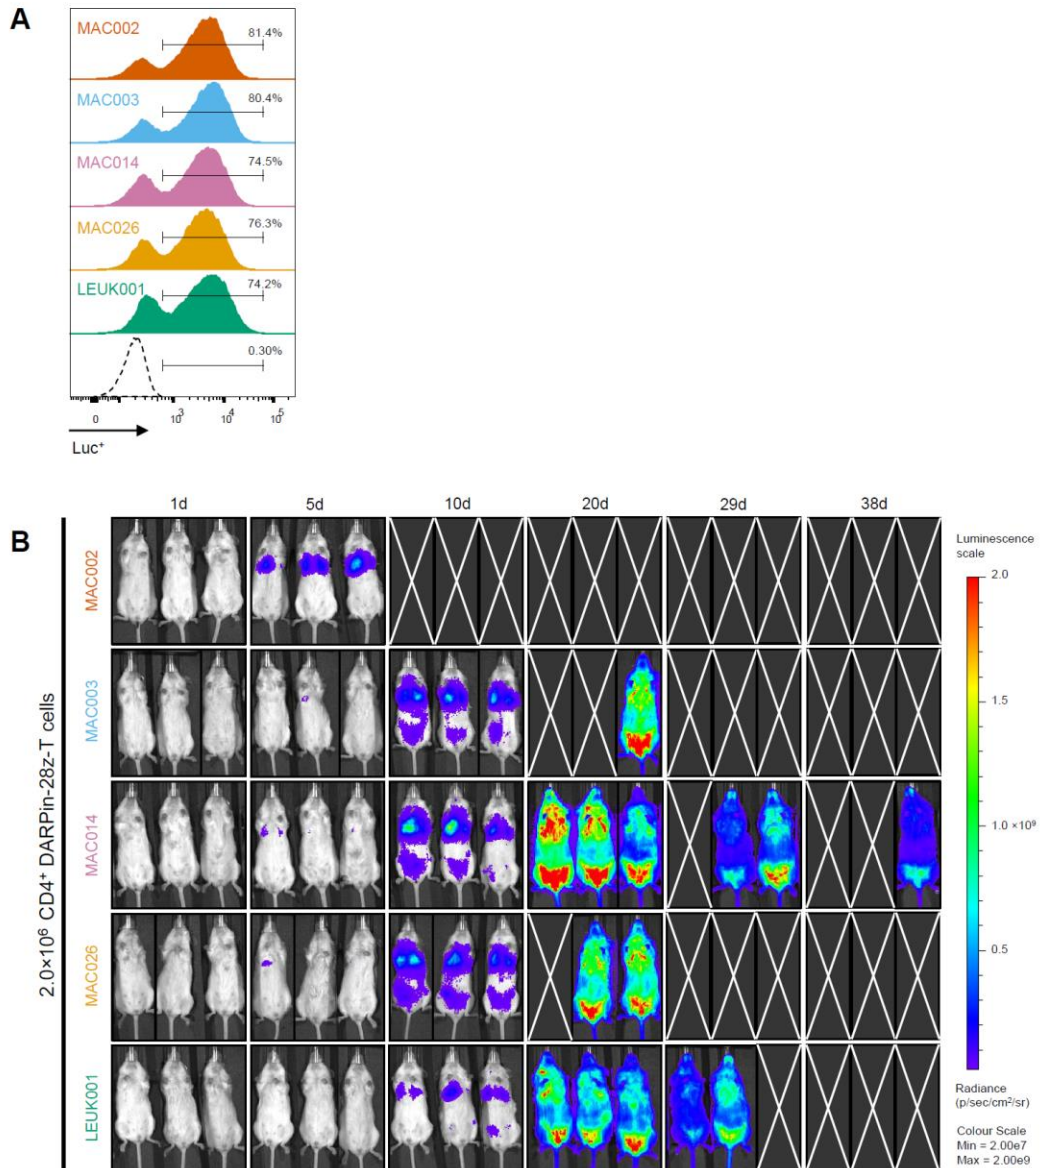 A
MAC002
81.4%
MAC003
80.4%
MAC014
74.5%
MAC026
76.3%
LEUK001
74.2%
0.30%
0 10³ 10⁴ 10⁵
Luc⁺
B
1d 5d 10d 20d 29d 38d
2.0×10⁶ CD4⁺ DARPin-28z-T cells
MAC002
MAC003
MAC014
MAC026
LEUK001
Luminescence
scale
2.0
1.5
1.0 ×10⁹
0.5
Radiance
(p/sec/cm²/sr)
Colour Scale
Min = 2.00e7
Max = 2.00e9